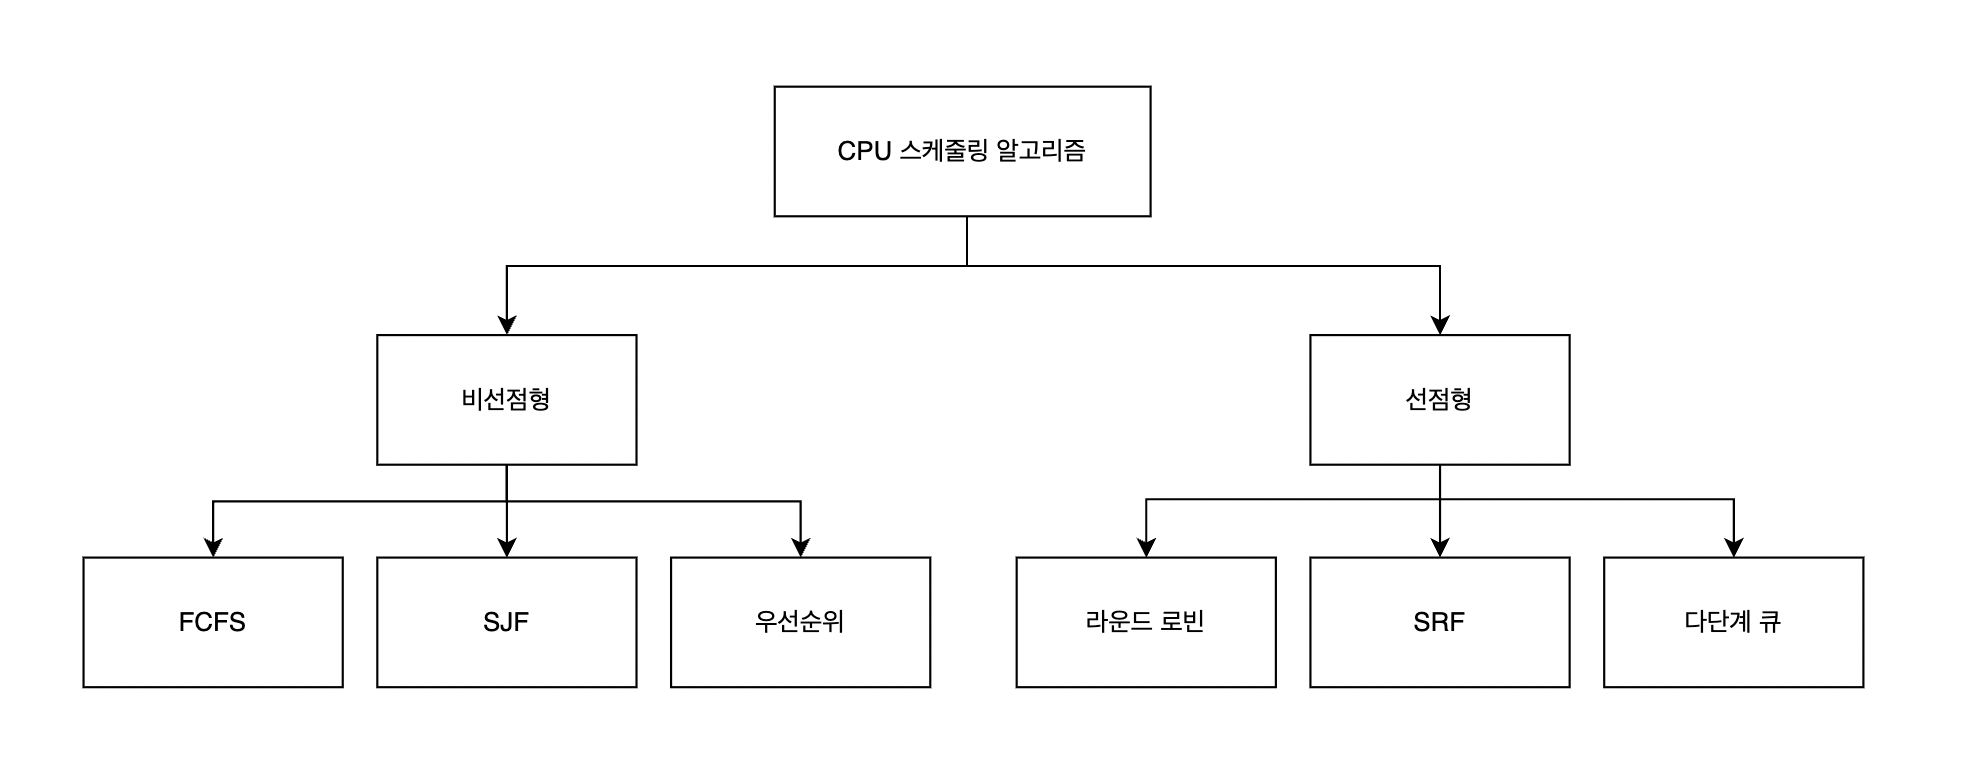 CPU 스케줄링 알고리즘
비선점형
선점형
FCFS
SJF
우선순위
라운드 로빈
SRF
다단계 큐